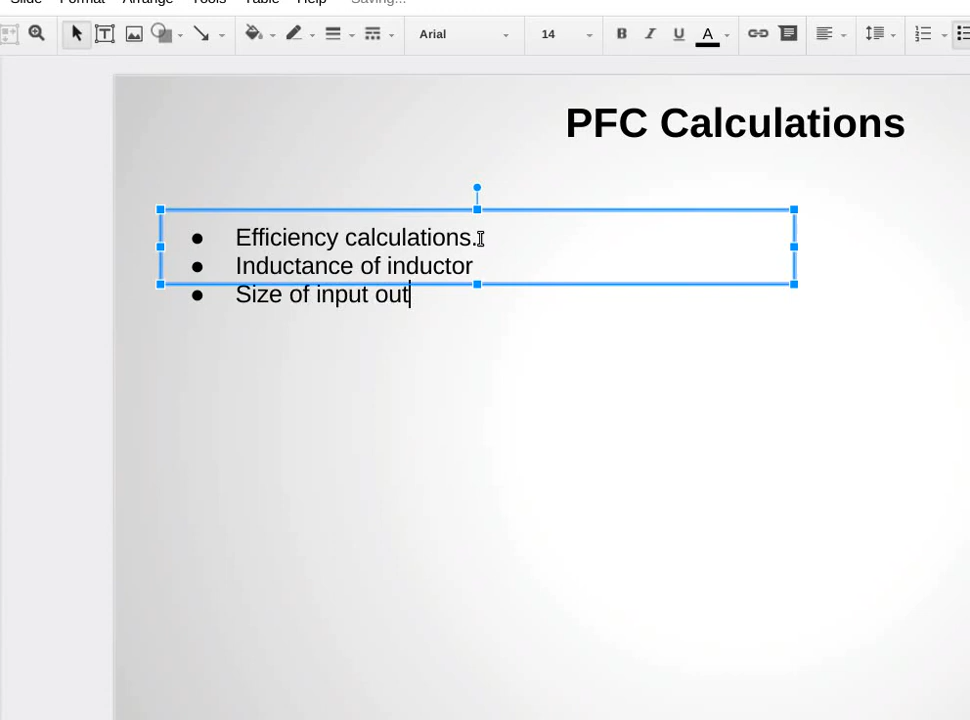 Slide Format Arrange Tools Table Help Saving...
Arial 14 B I U A
PFC Calculations
● Efficiency calculations.
● Inductance of inductor
● Size of input out